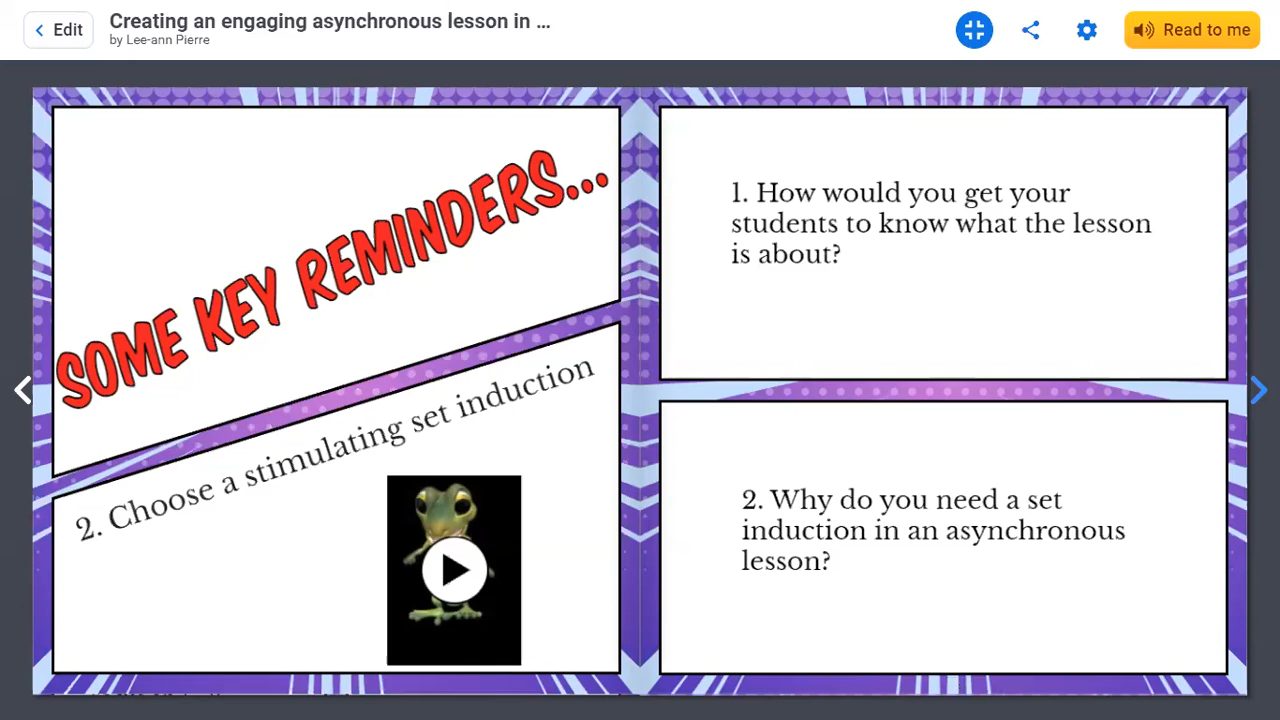 Edit
Creating an engaging asynchronous lesson in ...
by Lee-ann Pierre
Read to me
SOME KEY REMINDERS...
2. Choose a stimulating set induction
1. How would you get your
students to know what the lesson
is about?
2. Why do you need a set
induction in an asynchronous
lesson?